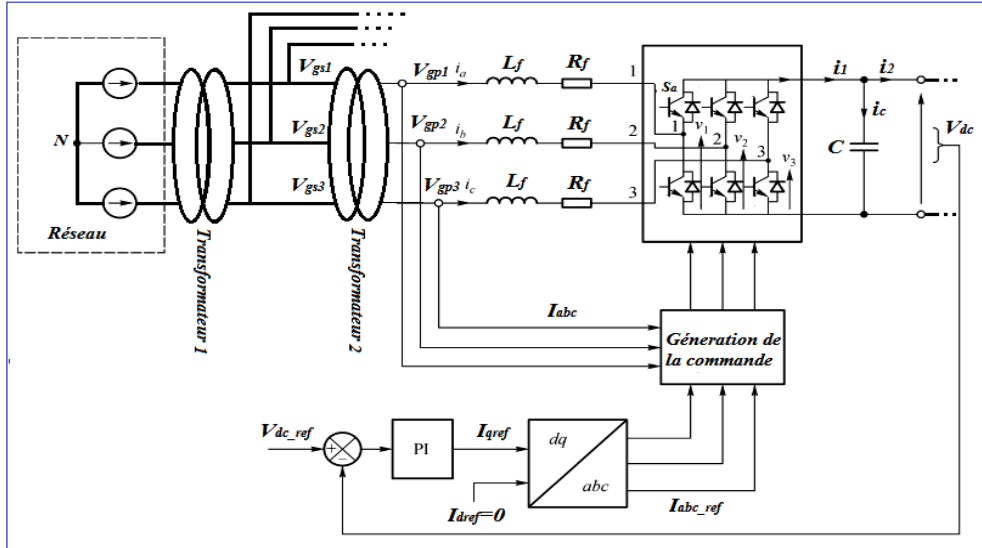 N
Réseau
Transformateur 1
Vgs1
Vgs2
Vgs3
Transformateur 2
Vgp1 ia
Vgp2 ib
Vgp3 ic
Lf Rf
Lf Rf
Lf Rf
1
2
3
Sa
1
2
3
v1
v2
v3
i1
i2
ic
C
Vdc
Iabc
Géneration de
la commande
Vdc_ref
+
−
PI
Iqref
Idref=0
dq
abc
Iabc_ref